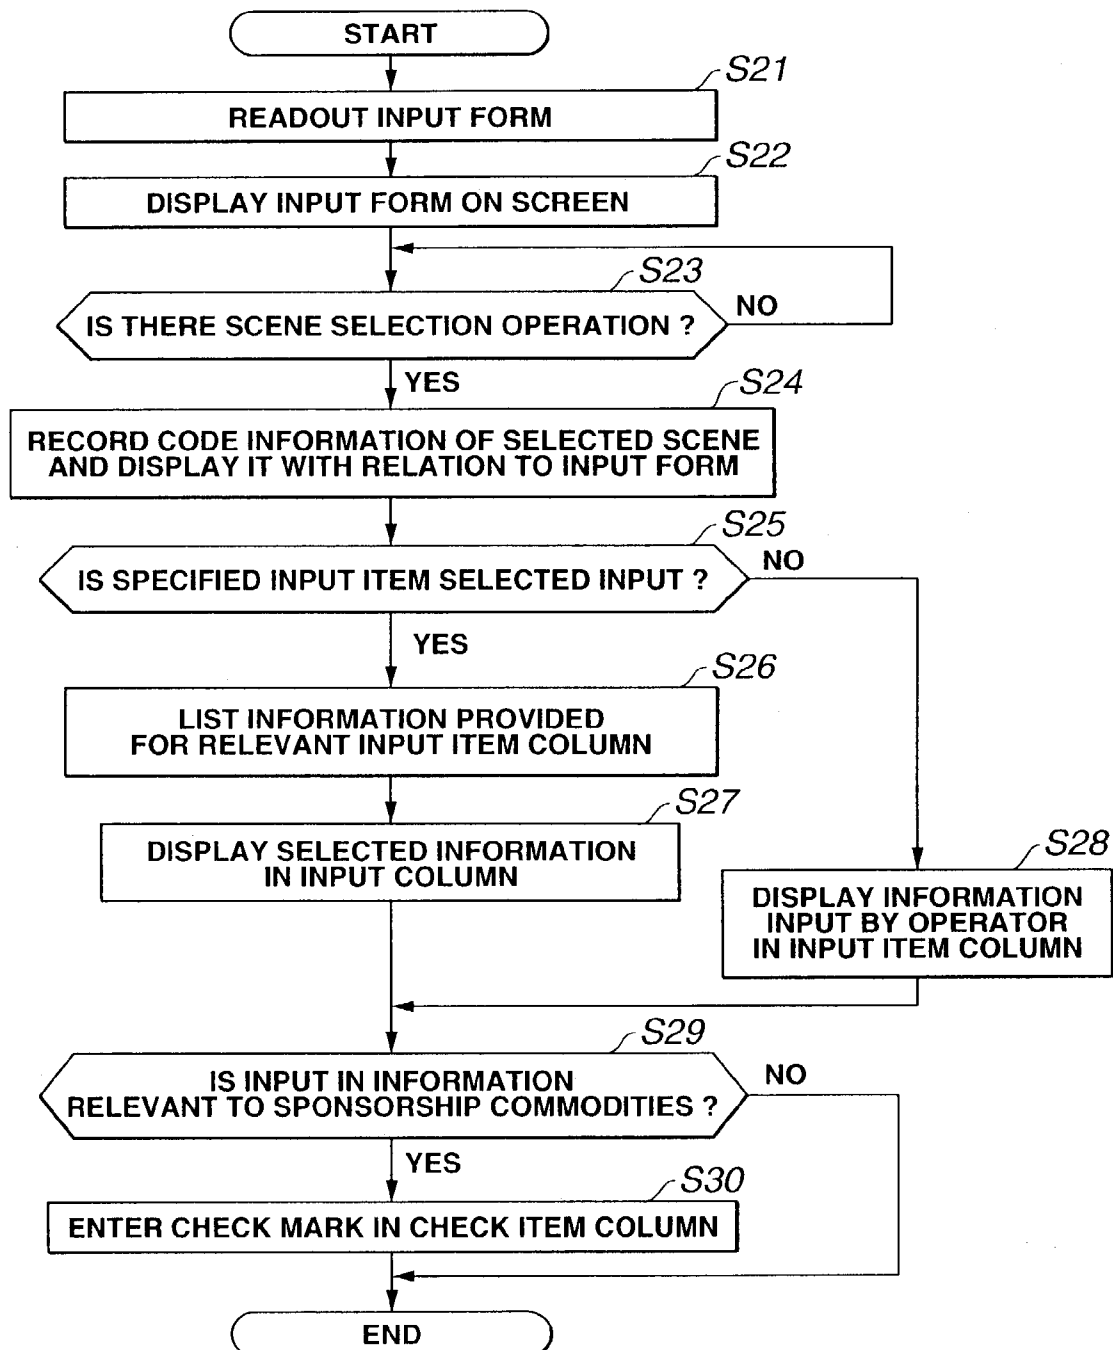 START
S21
READOUT INPUT FORM
S22
DISPLAY INPUT FORM ON SCREEN
S23
IS THERE SCENE SELECTION OPERATION ?
NO
YES
S24
RECORD CODE INFORMATION OF SELECTED SCENE
AND DISPLAY IT WITH RELATION TO INPUT FORM
S25
IS SPECIFIED INPUT ITEM SELECTED INPUT ?
NO
YES
S26
LIST INFORMATION PROVIDED
FOR RELEVANT INPUT ITEM COLUMN
S27
DISPLAY SELECTED INFORMATION
IN INPUT COLUMN
S28
DISPLAY INFORMATION
INPUT BY OPERATOR
IN INPUT ITEM COLUMN
S29
IS INPUT IN INFORMATION
RELEVANT TO SPONSORSHIP COMMODITIES ?
NO
YES
S30
ENTER CHECK MARK IN CHECK ITEM COLUMN
END